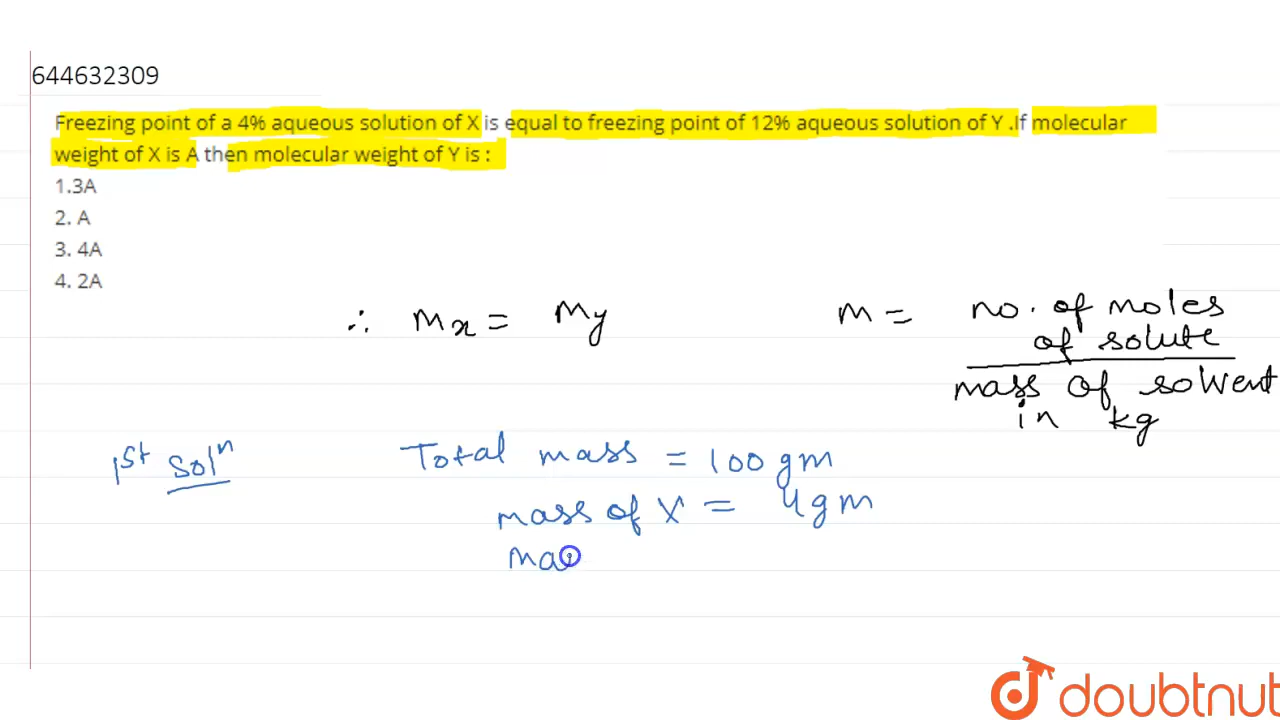 644632309
Freezing point of a 4% aqueous solution of X is equal to freezing point of 12% aqueous solution of Y .If molecular
weight of X is A then molecular weight of Y is :
1.3A
2. A
3. 4A
4. 2A
∴ mx = my
m = no. of moles
of solute
mass of solvent
in kg
1st Solⁿ
Total mass = 100 gm
mass of X = 4gm
ma
doubtnut